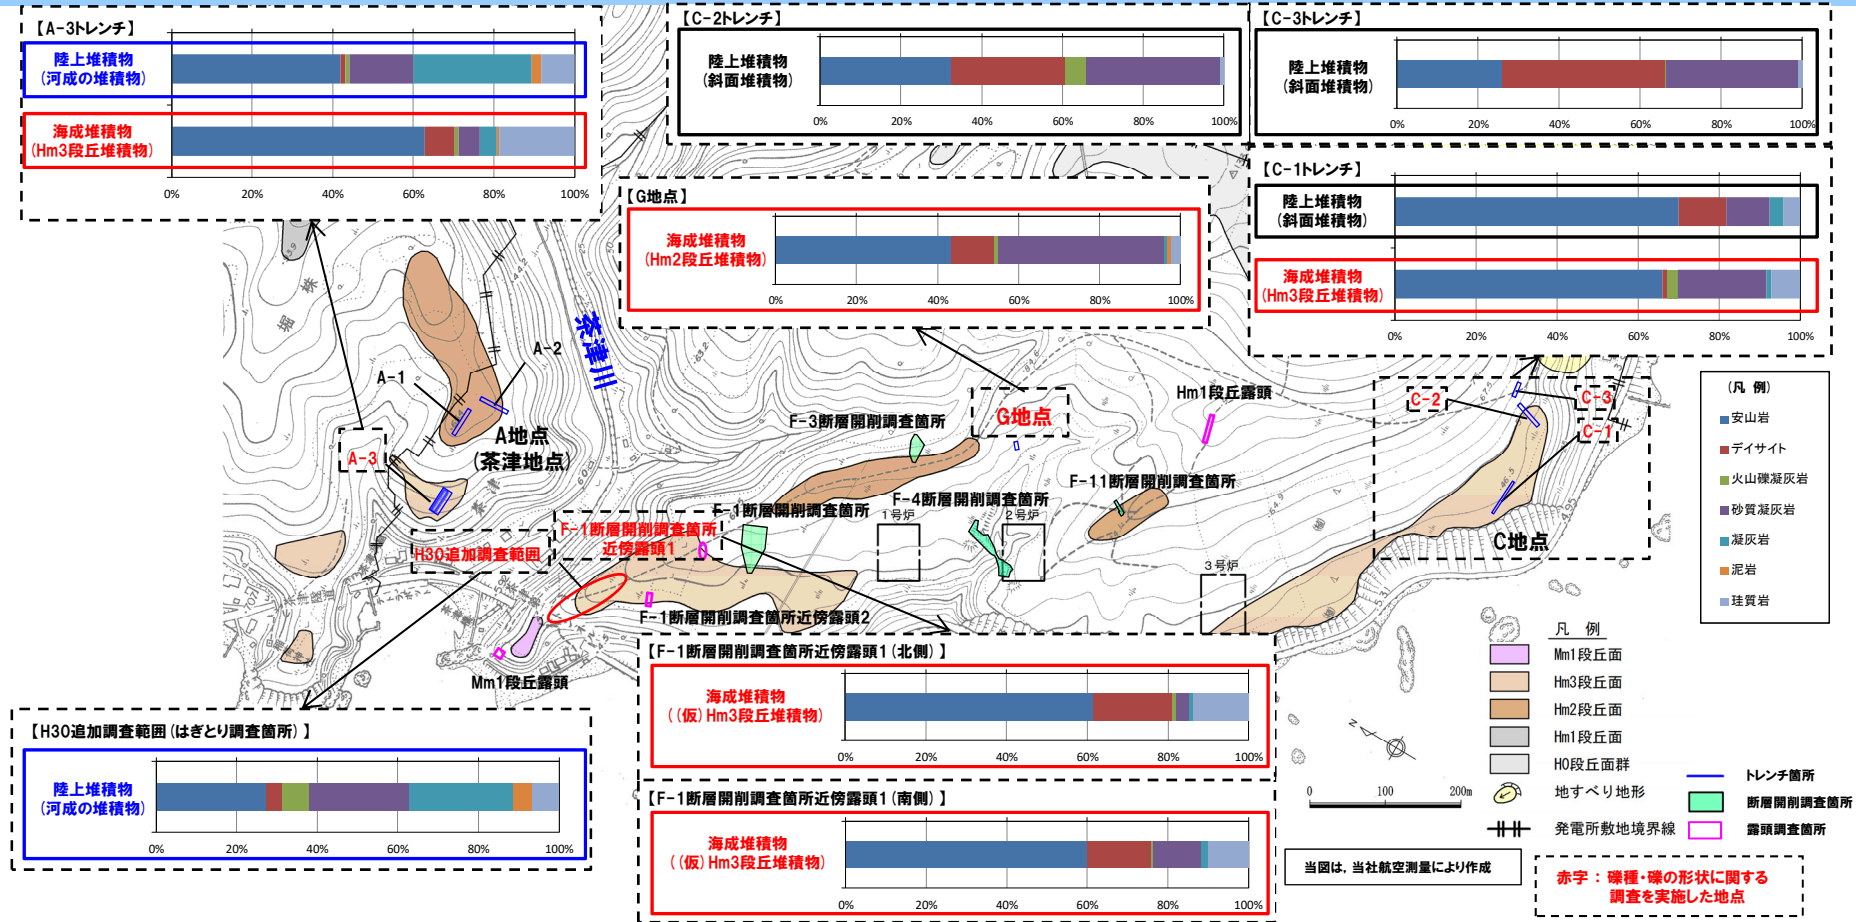 【A-3トレンチ】
陸上堆積物
(河成の堆積物)
海成堆積物
(Hm3段丘堆積物)
0% 20% 40% 60% 80% 100%
【C-2トレンチ】
陸上堆積物
(斜面堆積物)
0% 20% 40% 60% 80% 100%
【C-3トレンチ】
陸上堆積物
(斜面堆積物)
0% 20% 40% 60% 80% 100%
【C-1トレンチ】
陸上堆積物
(斜面堆積物)
海成堆積物
(Hm3段丘堆積物)
0% 20% 40% 60% 80% 100%
【G地点】
海成堆積物
(Hm2段丘堆積物)
0% 20% 40% 60% 80% 100%
堀
株
茶津川
A-1
A-2
A地点
(茶津地点)
A-3
F-3断層開削調査箇所
G地点
Hm1段丘露頭
C-2
C-3
C-1
C地点
F-1断層開削調査箇所
F-4断層開削調査箇所
F-11断層開削調査箇所
1号炉
2号炉
3号炉
H30追加調査範囲
F-1断層開削調査箇所
近傍露頭1
F-1断層開削調査箇所近傍露頭2
Mm1段丘露頭
(凡 例)
安山岩
デイサイト
火山礫凝灰岩
砂質凝灰岩
凝灰岩
泥岩
珪質岩
【H30追加調査範囲(はぎとり調査箇所)】
陸上堆積物
(河成の堆積物)
0% 20% 40% 60% 80% 100%
【F-1断層開削調査箇所近傍露頭1(北側)】
海成堆積物
((仮)Hm3段丘堆積物)
0% 20% 40% 60% 80% 100%
【F-1断層開削調査箇所近傍露頭1(南側)】
海成堆積物
((仮)Hm3段丘堆積物)
0% 20% 40% 60% 80% 100%
凡 例
Mm1段丘面
Hm3段丘面
Hm2段丘面
Hm1段丘面
H0段丘面群
地すべり地形
発電所敷地境界線
トレンチ箇所
断層開削調査箇所
露頭調査箇所
N
0 100 200m
当図は，当社航空測量により作成
赤字：礫種・礫の形状に関する
調査を実施した地点